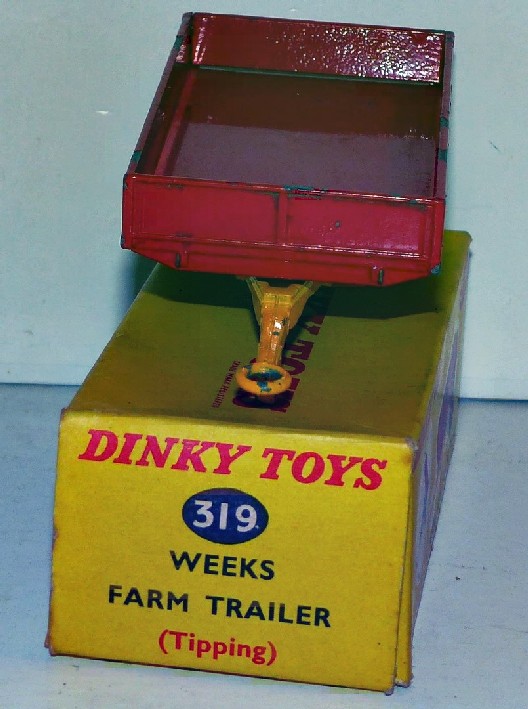 DINKY TOYS
319
WEEKS
FARM TRAILER
(Tipping)